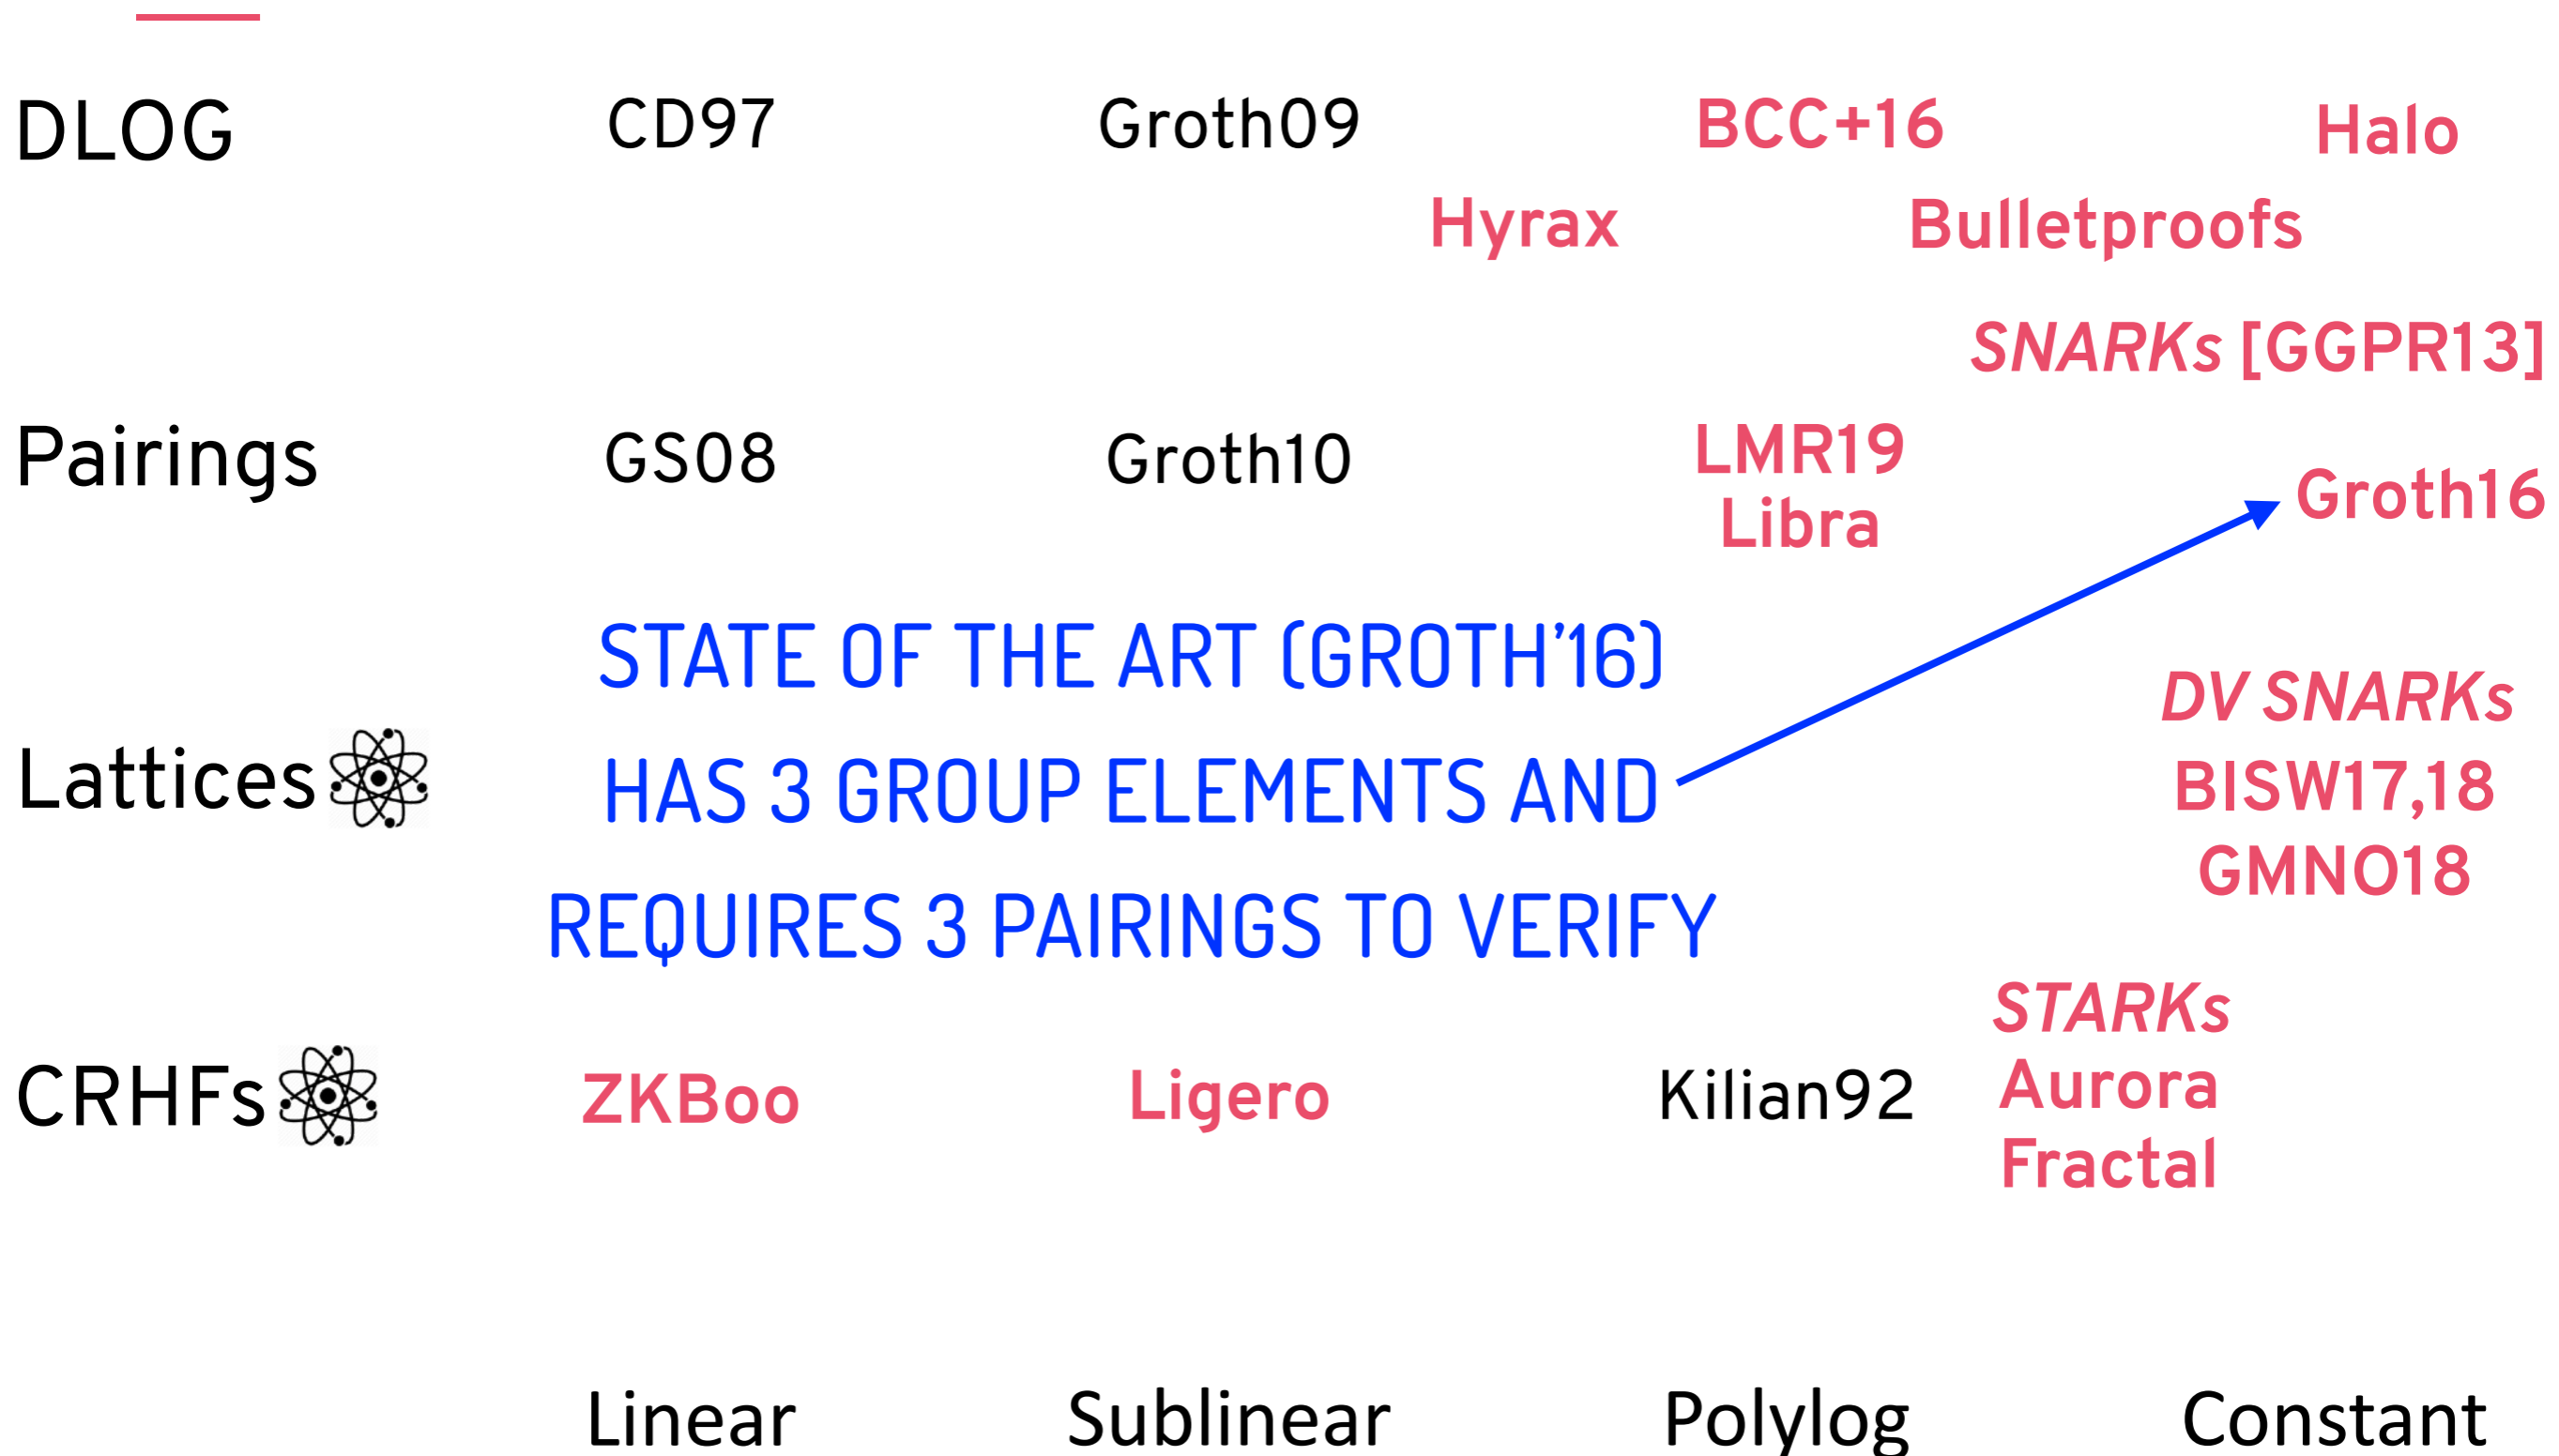 DLOG CD97 Groth09 BCC+16 Halo
Hyrax Bulletproofs
SNARKs [GGPR13]
Pairings GS08 Groth10 LMR19
Libra
Groth16
STATE OF THE ART (GROTH'16)
HAS 3 GROUP ELEMENTS AND
REQUIRES 3 PAIRINGS TO VERIFY
Lattices
DV SNARKs
BISW17,18
GMNO18
CRHFs ZKBoo Ligero Kilian92
STARKs
Aurora
Fractal
Linear Sublinear Polylog Constant